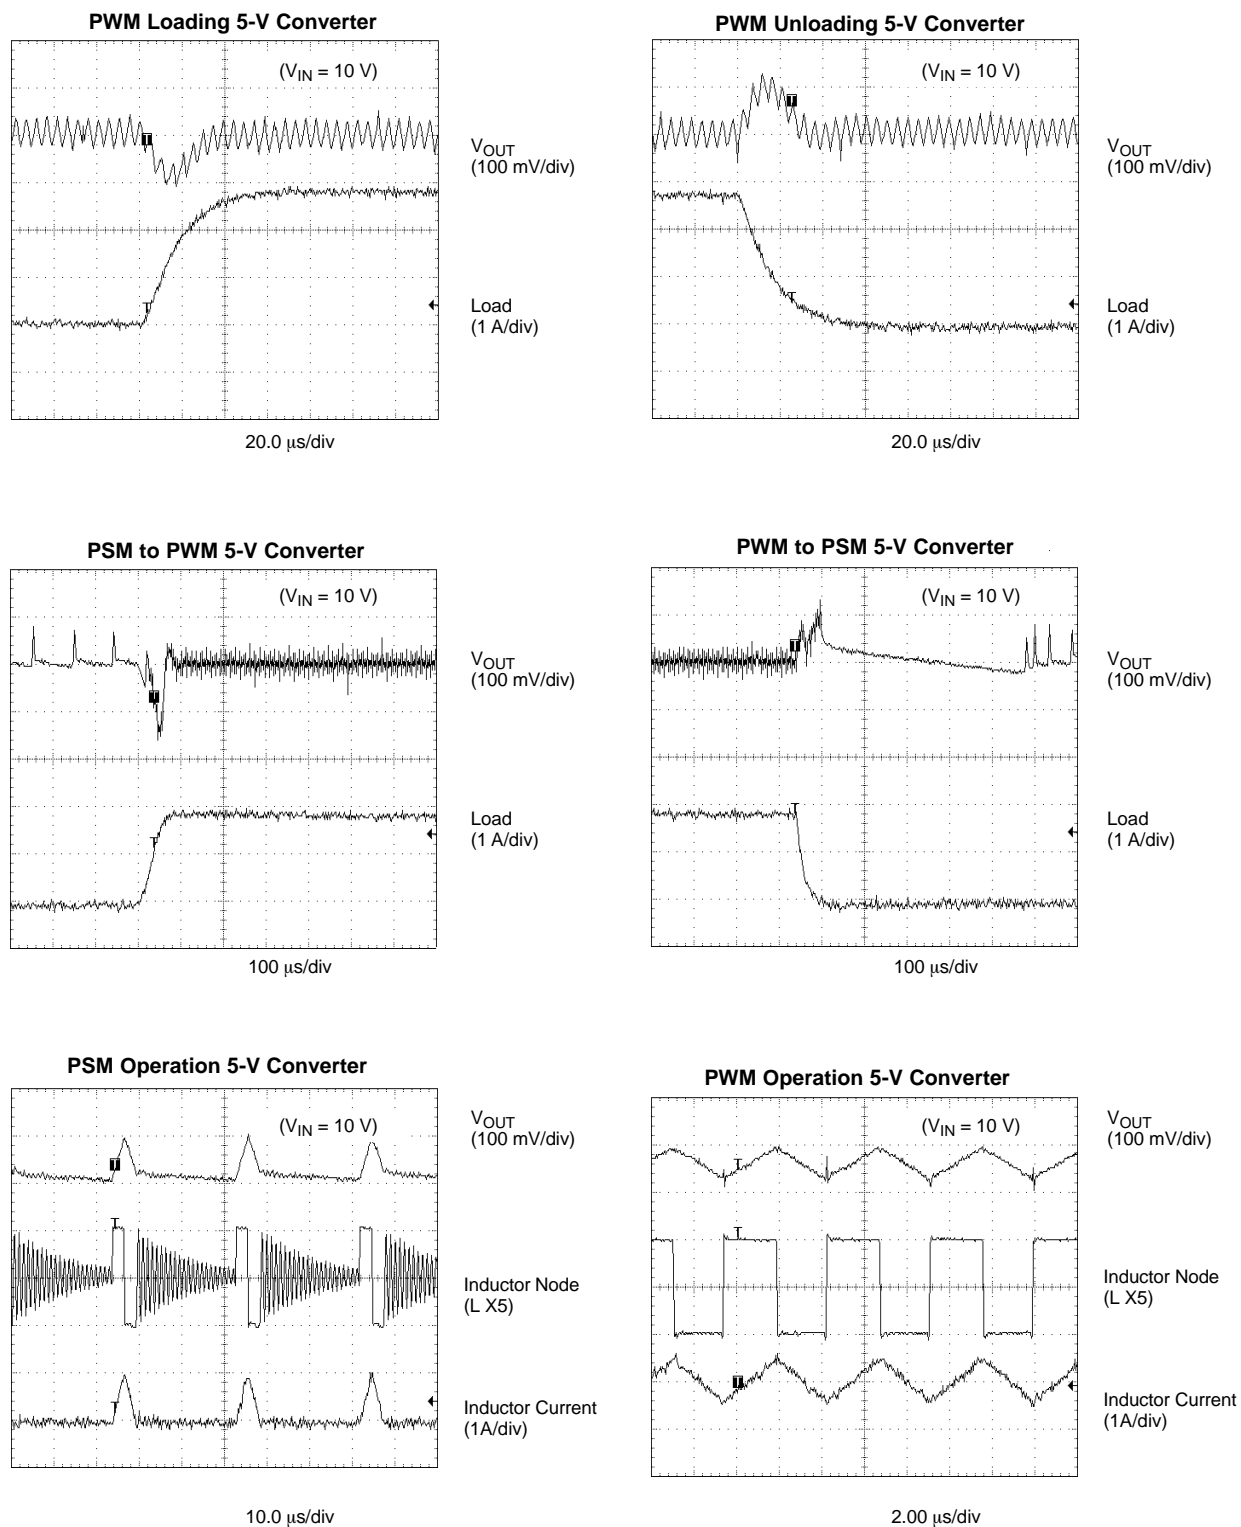 PWM Loading 5-V Converter
(VIN = 10 V)
VOUT
(100 mV/div)
Load
(1 A/div)
20.0 μs/div
PWM Unloading 5-V Converter
(VIN = 10 V)
VOUT
(100 mV/div)
Load
(1 A/div)
20.0 μs/div
PSM to PWM 5-V Converter
(VIN = 10 V)
VOUT
(100 mV/div)
Load
(1 A/div)
100 μs/div
PWM to PSM 5-V Converter
(VIN = 10 V)
VOUT
(100 mV/div)
Load
(1 A/div)
100 μs/div
PSM Operation 5-V Converter
(VIN = 10 V)
VOUT
(100 mV/div)
Inductor Node
(L X5)
Inductor Current
(1A/div)
10.0 μs/div
PWM Operation 5-V Converter
(VIN = 10 V)
VOUT
(100 mV/div)
Inductor Node
(L X5)
Inductor Current
(1A/div)
2.00 μs/div